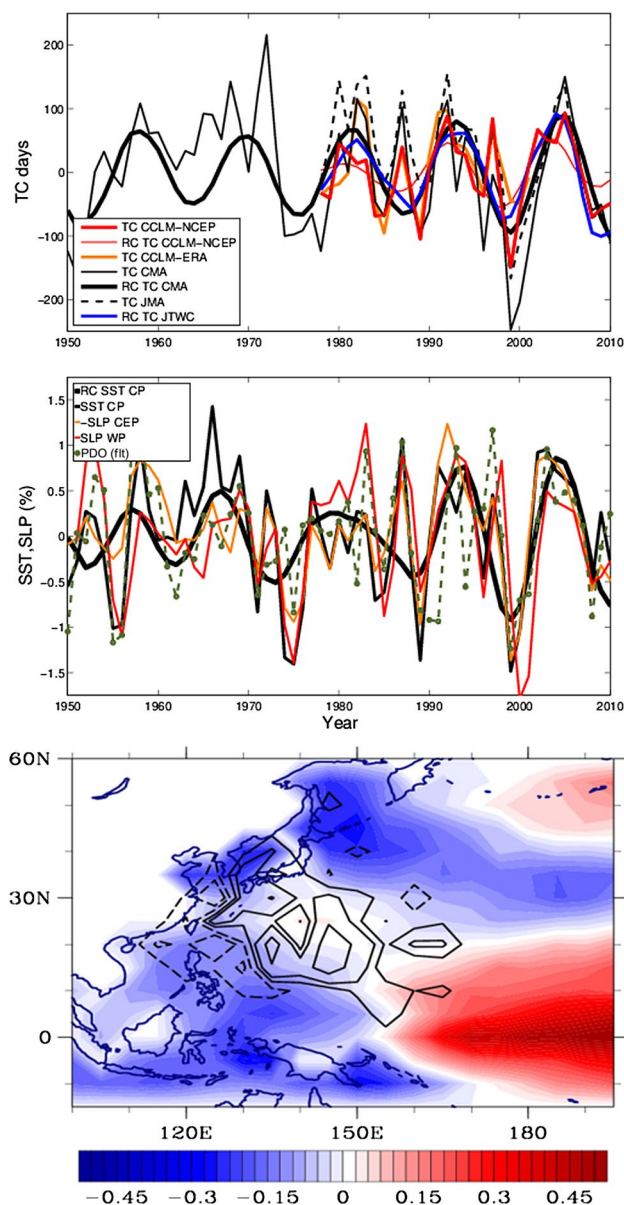 200
100
0
−100
−200
TC days
TC CCLM-NCEP
RC TC CCLM-NCEP
TC CCLM-ERA
TC CMA
RC TC CMA
TC JMA
RC TC JTWC
1950 1960 1970 1980 1990 2000 2010
1.5
1
0.5
0
−0.5
−1
−1.5
SST,SLP (%)
RC SST CP
SST CP
-SLP CEP
SLP WP
PDO (flt)
1950 1960 1970 1980 1990 2000 2010
Year
60N
30N
0
120E 150E 180
−0.45 −0.3 −0.15 0 0.15 0.3 0.45